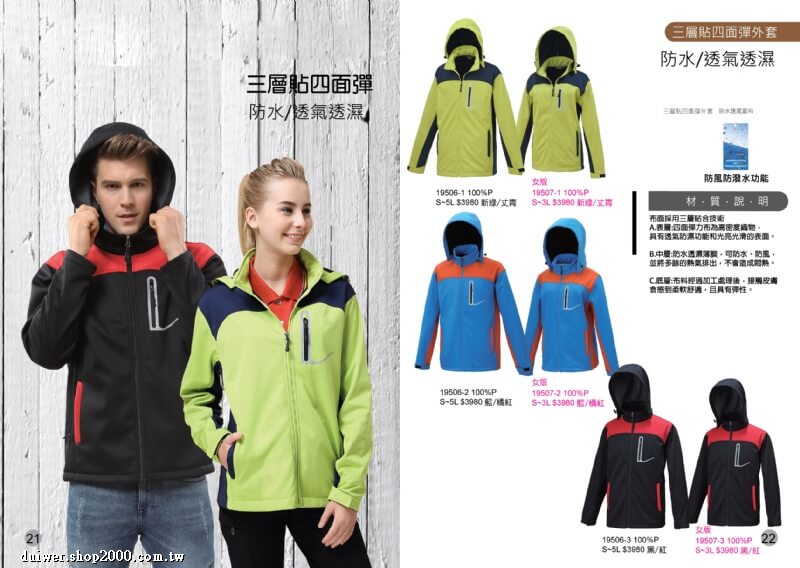 三層貼四面彈
防水/透氣透濕
21
duiwer.shop2000.com.tw
三層貼四面彈外套
防水/透氣透濕
三層貼四面彈外套 防水透風面料
防風防潑水功能
材．質．說．明
布面採用三層貼合技術
A.表層:四面彈力布為高密度織物，
具有透氣防濕功能和光亮光滑的表面。
B.中層:防水透濕薄膜，可防水、防風，
並將多餘的熱氣排出，不會造成悶熱。
C.底層:布料經過加工處理後，接觸皮膚
會感到柔軟舒適，且具有彈性。
19506-1 100%P
S~5L $3980 新綠/丈青
女版
19507-1 100%P
S~3L $3980 新綠/丈青
19506-2 100%P
S~5L $3980 藍/橘紅
女版
19507-2 100%P
S~3L $3980 藍/橘紅
19506-3 100%P
S~5L $3980 黑/紅
女版
19507-3 100%P
S~3L $3980 黑/紅
22